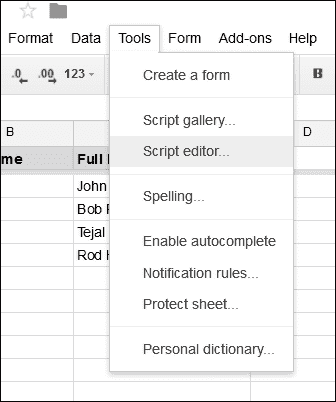 Format Data Tools Form Add-ons Help
.0 .00 123 B
Create a form
Script gallery...
Script editor...
Spelling...
Enable autocomplete
Notification rules...
Protect sheet...
Personal dictionary...
B D
me Full
John
Bob
Tejal
Rod